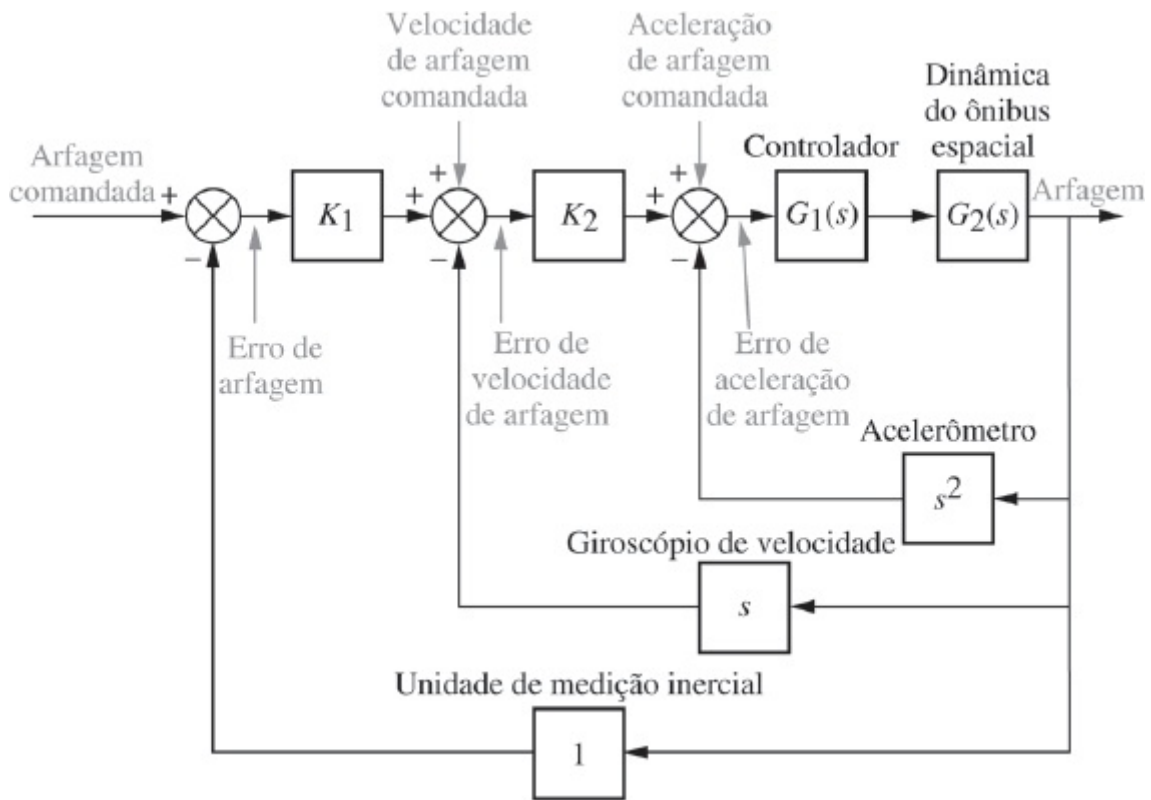 Velocidade
de arfagem
comandada
Aceleração
de arfagem
comandada
Dinâmica
do ônibus
espacial
Controlador
Arfagem
comandada
Arfagem
+
−
K₁
+
+
−
K₂
+
+
−
G₁(s)
G₂(s)
Erro de
arfagem
Erro de
velocidade
de arfagem
Erro de
aceleração
de arfagem
Acelerômetro
s²
Giroscópio de velocidade
s
Unidade de medição inercial
1